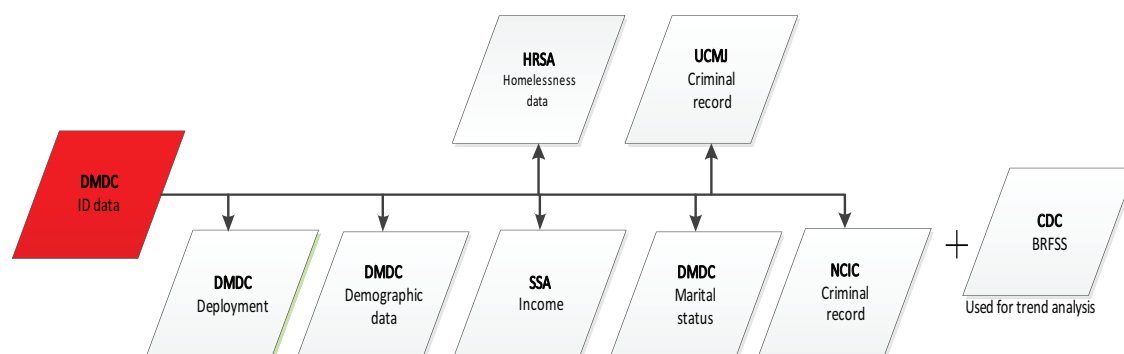 HRSA
Homelessness
data
UCMJ
Criminal
record
DMDC
ID data
DMDC
Deployment
DMDC
Demographic
data
SSA
Income
DMDC
Marital
status
NCIC
Criminal
record
+
CDC
BRFSS
Used for trend analysis